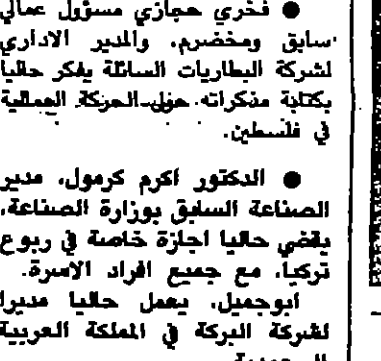 ● فخري حجازي مسؤول عمالي
سابق ومخضرم، والمدير الاداري
لشركة البطاريات السائلة يفكر حاليا
بكتابة مذكراته حول الحركة العمالية
في فلسطين.
● الدكتور اكرم كرمول، مدير
الصناعة السابق بوزارة الصناعة،
يقضي حاليا اجازة خاصة في ربوع
تركيا، مع جميع افراد الاسرة.
ابوجميل، يعمل حاليا مديرا
لشركة البركة في المملكة العربية